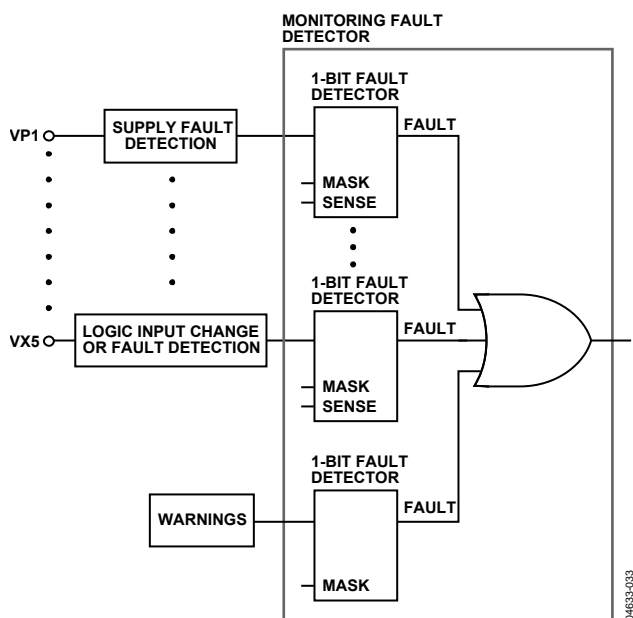 MONITORING FAULT
DETECTOR
1-BIT FAULT
DETECTOR
FAULT
VP1
SUPPLY FAULT
DETECTION
MASK
SENSE
1-BIT FAULT
DETECTOR
FAULT
VX5
LOGIC INPUT CHANGE
OR FAULT DETECTION
MASK
SENSE
1-BIT FAULT
DETECTOR
FAULT
WARNINGS
MASK
04633-033